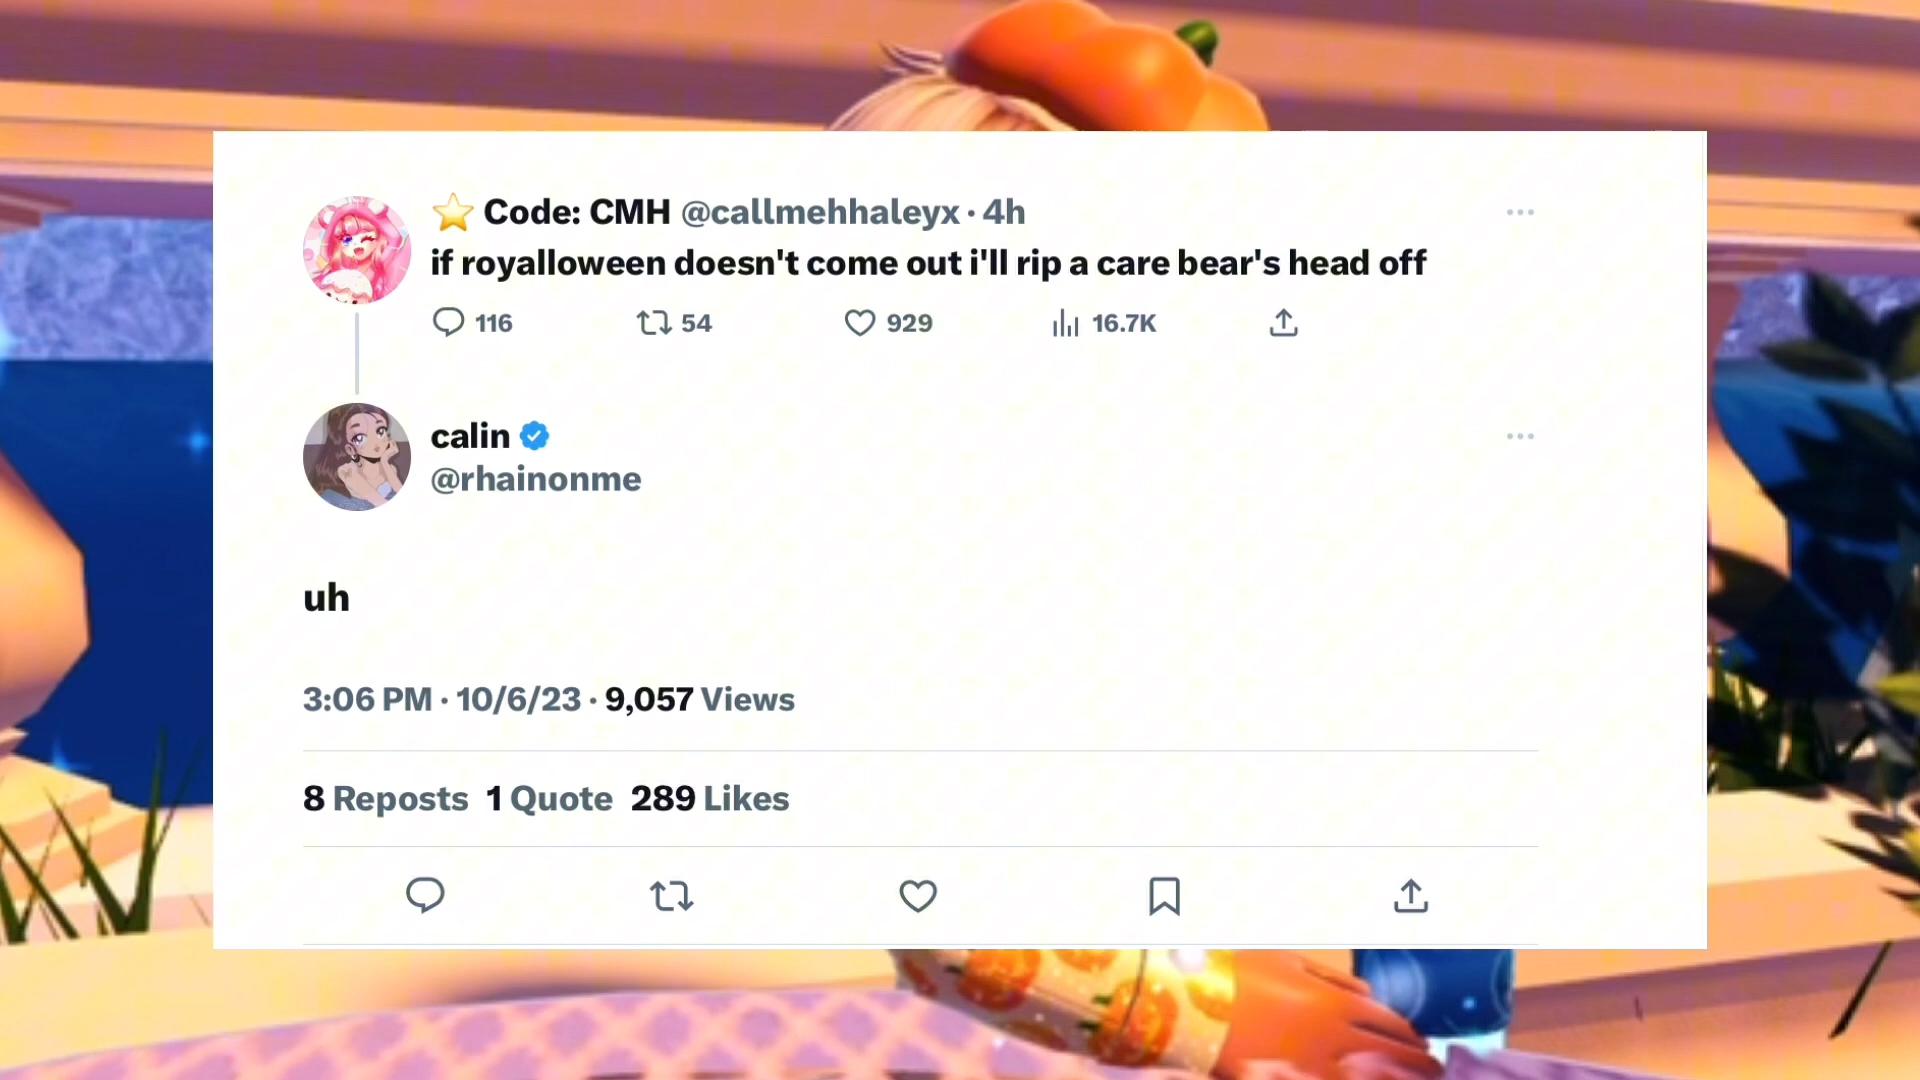 ⭐ Code: CMH @callmehhaleyx · 4h
if royalloween doesn't come out i'll rip a care bear's head off
116 54 929 16.7K
calin
@rhainonme
uh
3:06 PM · 10/6/23 · 9,057 Views
8 Reposts 1 Quote 289 Likes